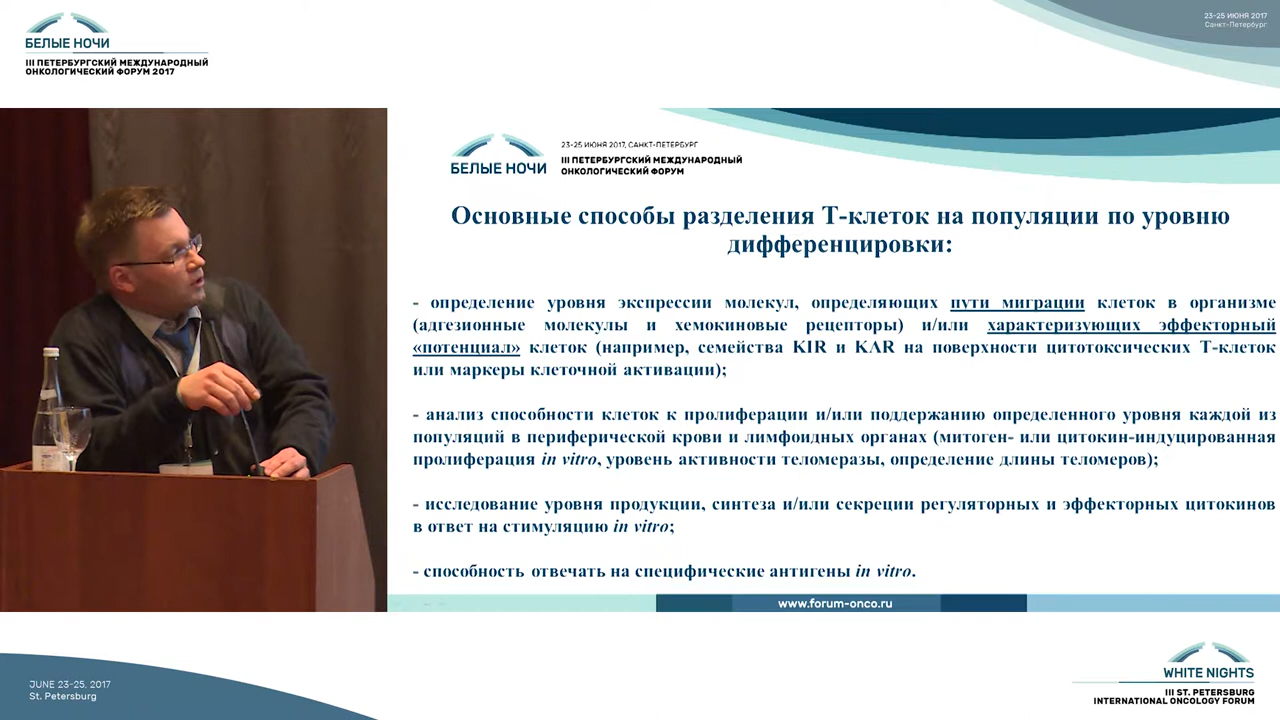 23-25 ИЮНЯ 2017
Санкт-Петербург
БЕЛЫЕ НОЧИ
III ПЕТЕРБУРГСКИЙ МЕЖДУНАРОДНЫЙ
ОНКОЛОГИЧЕСКИЙ ФОРУМ 2017
23-25 ИЮНЯ 2017, САНКТ-ПЕТЕРБУРГ
БЕЛЫЕ НОЧИ
III ПЕТЕРБУРГСКИЙ МЕЖДУНАРОДНЫЙ
ОНКОЛОГИЧЕСКИЙ ФОРУМ
Основные способы разделения Т-клеток на популяции по уровню
дифференцировки:
- определение уровня экспрессии молекул, определяющих пути миграции клеток в организме
(адгезионные молекулы и хемокиновые рецепторы) и/или характеризующих эффекторный
«потенциал» клеток (например, семейства KIR и KAR на поверхности цитотоксических Т-клеток
или маркеры клеточной активации);
- анализ способности клеток к пролиферации и/или поддержанию определенного уровня каждой из
популяций в периферической крови и лимфоидных органах (митоген- или цитокин-индуцированная
пролиферация in vitro, уровень активности теломеразы, определение длины теломеров);
- исследование уровня продукции, синтеза и/или секреции регуляторных и эффекторных цитокинов
в ответ на стимуляцию in vitro;
- способность отвечать на специфические антигены in vitro.
www.forum-onco.ru
JUNE 23-25, 2017
St. Petersburg
WHITE NIGHTS
III ST. PETERSBURG
INTERNATIONAL ONCOLOGY FORUM